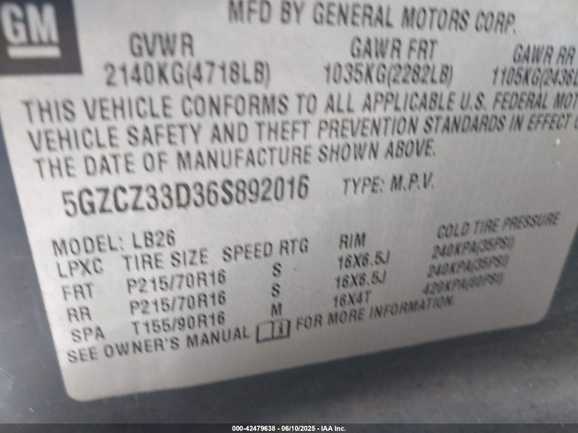 GM
MFD BY GENERAL MOTORS CORP.
GVWR GAWR FRT GAWR RR
2140KG(4718LB) 1035KG(2282LB) 1105KG(2436L
THIS VEHICLE CONFORMS TO ALL APPLICABLE U.S. FEDERAL MOT
VEHICLE SAFETY AND THEFT PREVENTION STANDARDS IN EFFECT
THE DATE OF MANUFACTURE SHOWN ABOVE.
5GZCZ33D36S892016 TYPE: M.P.V.
MODEL: LB26
LPXC TIRE SIZE SPEED RTG RIM COLD TIRE PRESSURE
FRT P215/70R16 S 16X6.5J 240KPA(35PSI)
RR P215/70R16 S 16X6.5J 240KPA(35PSI)
SPA T155/90R16 M 16X4T 420KPA(60PSI)
SEE OWNER'S MANUAL FOR MORE INFORMATION.
000-42479638 - 06/10/2025 - IAA Inc.